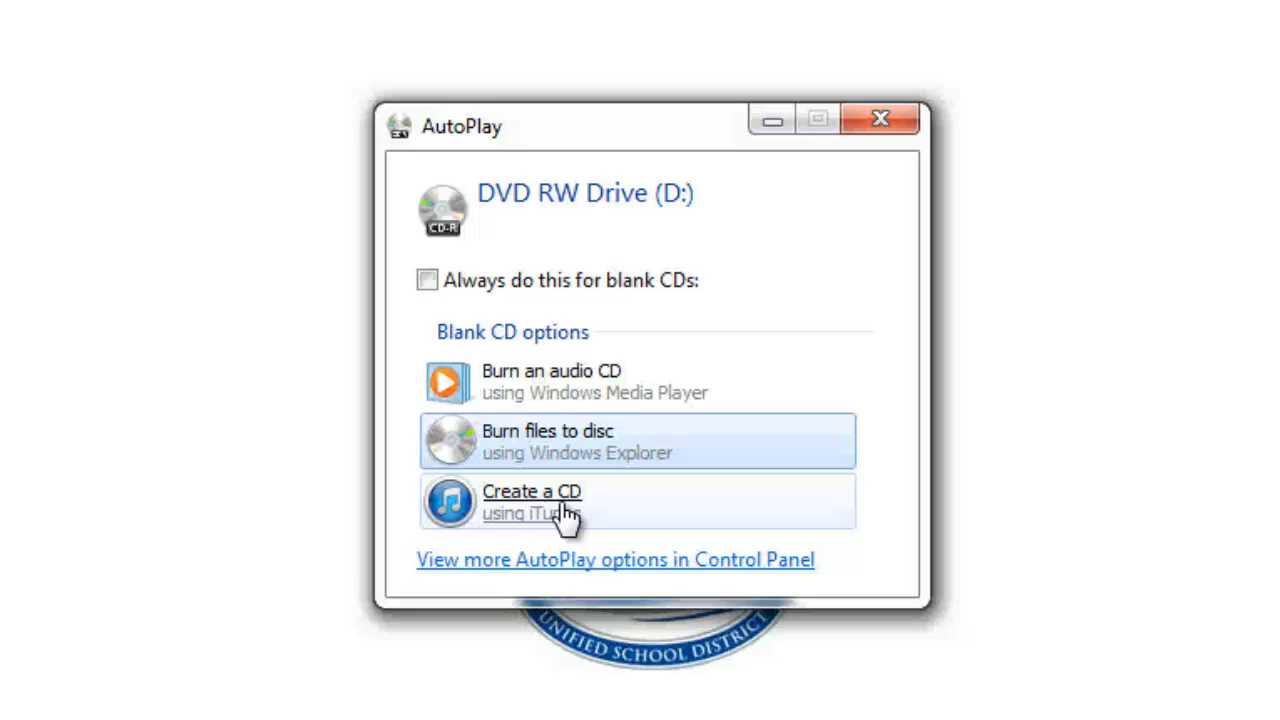 AutoPlay
DVD RW Drive (D:)
CD-R
Always do this for blank CDs:
Blank CD options
Burn an audio CD
using Windows Media Player
Burn files to disc
using Windows Explorer
Create a CD
using
View more AutoPlay options in Control Panel
UNIFIED SCHOOL DISTRICT